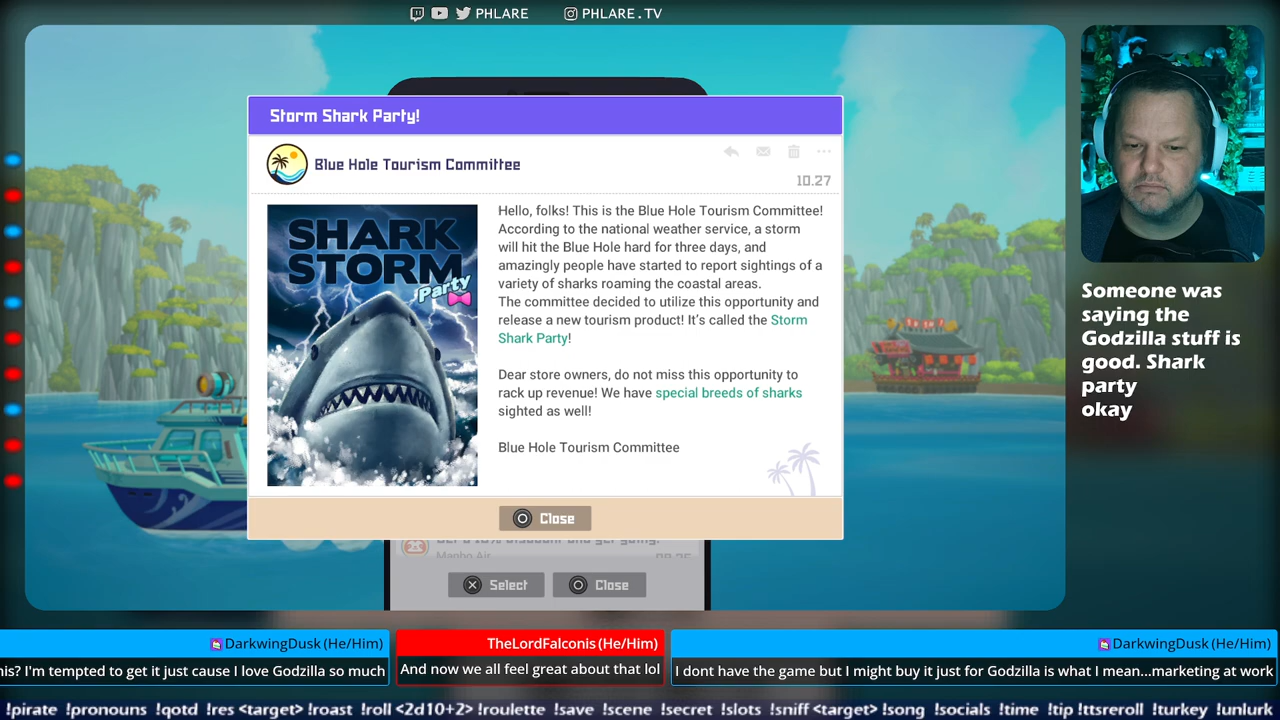 PHLARE PHLARE.TV
Storm Shark Party!
Blue Hole Tourism Committee
10.27
SHARK
STORM
Party
Hello, folks! This is the Blue Hole Tourism Committee!
According to the national weather service, a storm
will hit the Blue Hole hard for three days, and
amazingly people have started to report sightings of a
variety of sharks roaming the coastal areas.
The committee decided to utilize this opportunity and
release a new tourism product! It's called the Storm
Shark Party!
Dear store owners, do not miss this opportunity to
rack up revenue! We have special breeds of sharks
sighted as well!
Blue Hole Tourism Committee
Close
Manbo Air
Select Close
Someone was
saying the
Godzilla stuff is
good. Shark
party
okay
DarkwingDusk (He/Him)
his? I'm tempted to get it just cause I love Godzilla so much
TheLordFalconis (He/Him)
And now we all feel great about that lol
DarkwingDusk (He/Him)
I dont have the game but I might buy it just for Godzilla is what I mean...marketing at work
!pirate !pronouns !qotd !res <target> !roast !roll <2d10+2> !roulette !save !scene !secret !slots !sniff <target> !song !socials !time !tip !ttsreroll !turkey !unlurk